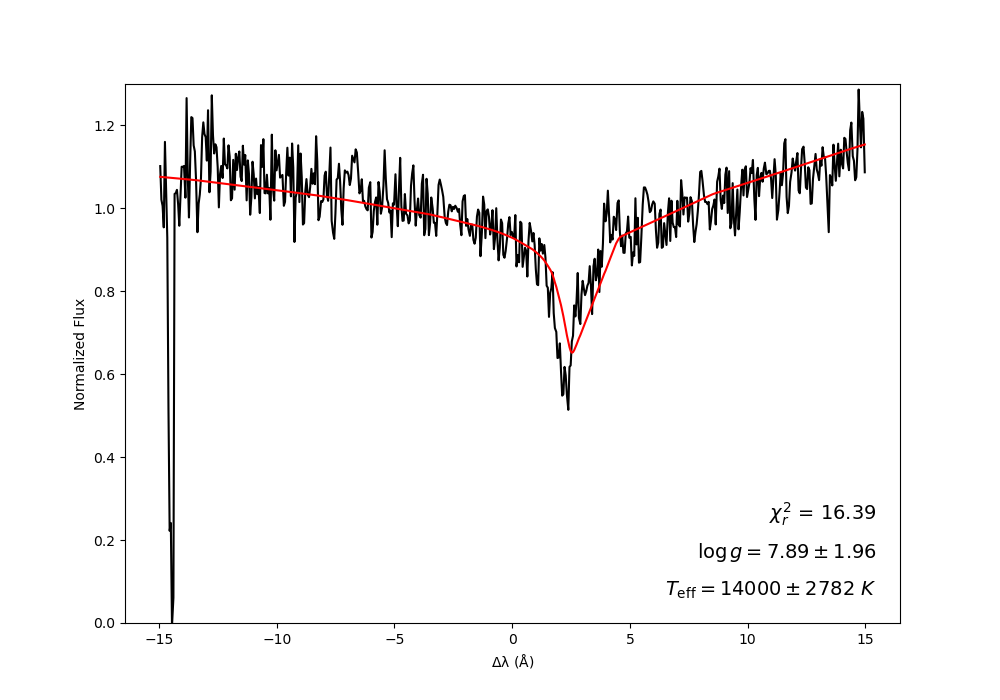 1.2
1.0
0.8
0.6
0.4
0.2
0.0
Normalized Flux
χ²ᵣ = 16.39
log g = 7.89 ± 1.96
T_eff = 14000 ± 2782 K
−15 −10 −5 0 5 10 15
Δλ (Å)